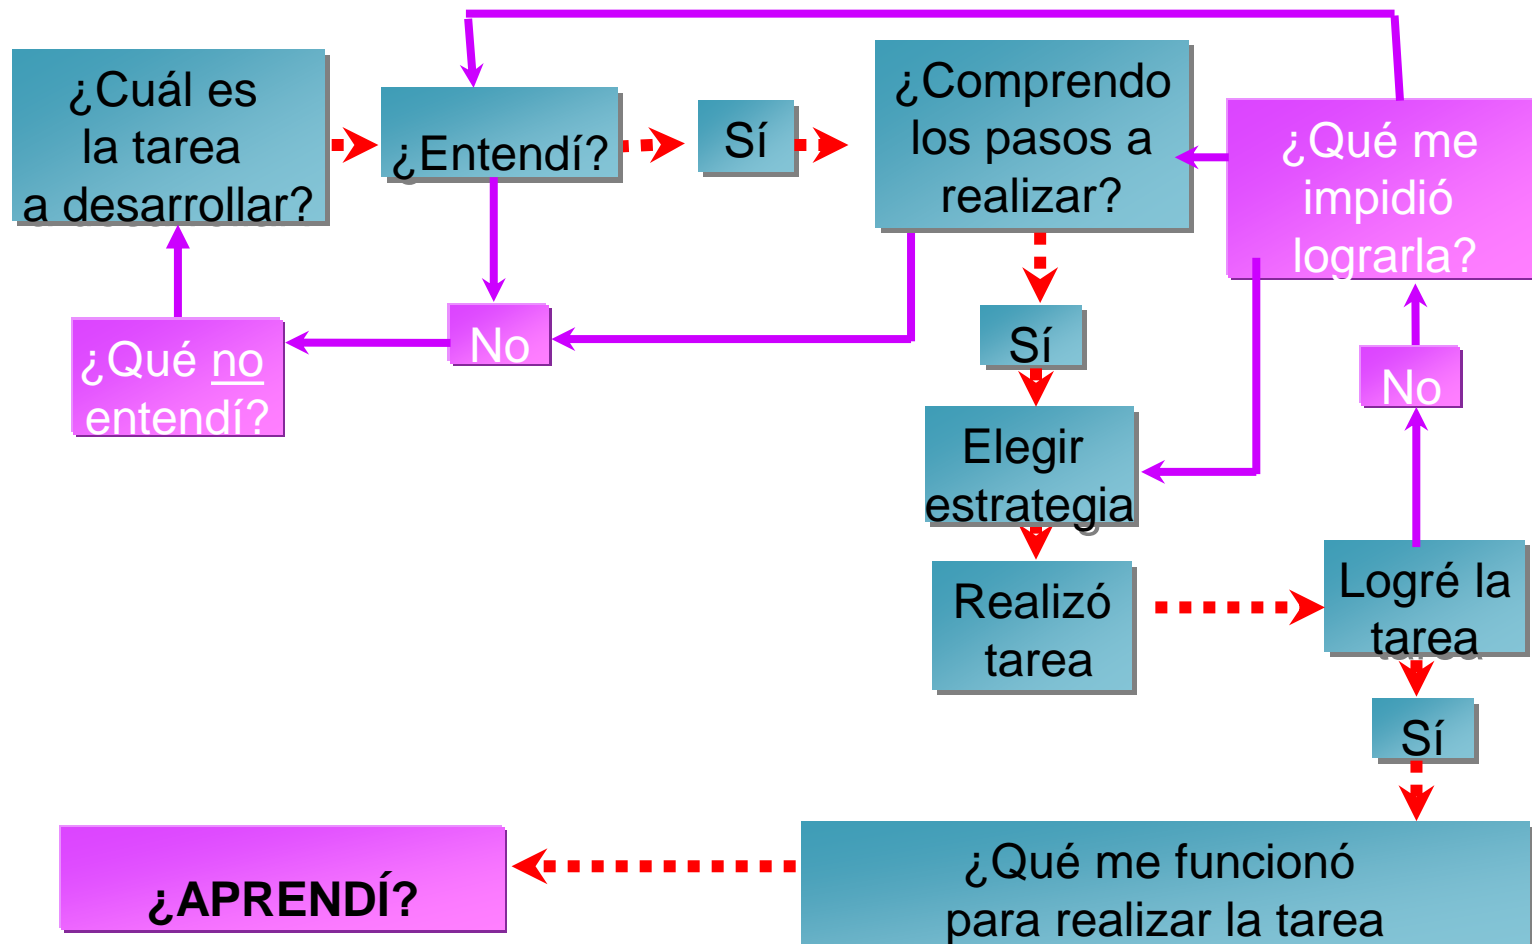 ¿Cuál es
la tarea
a desarrollar?
¿Entendí?
Sí
¿Comprendo
los pasos a
realizar?
¿Qué me
impidió
lograrla?
¿Qué no
entendí?
No
Sí
No
Elegir
estrategia
Realizó
tarea
Logré la
tarea
Sí
¿APRENDÍ?
¿Qué me funcionó
para realizar la tarea